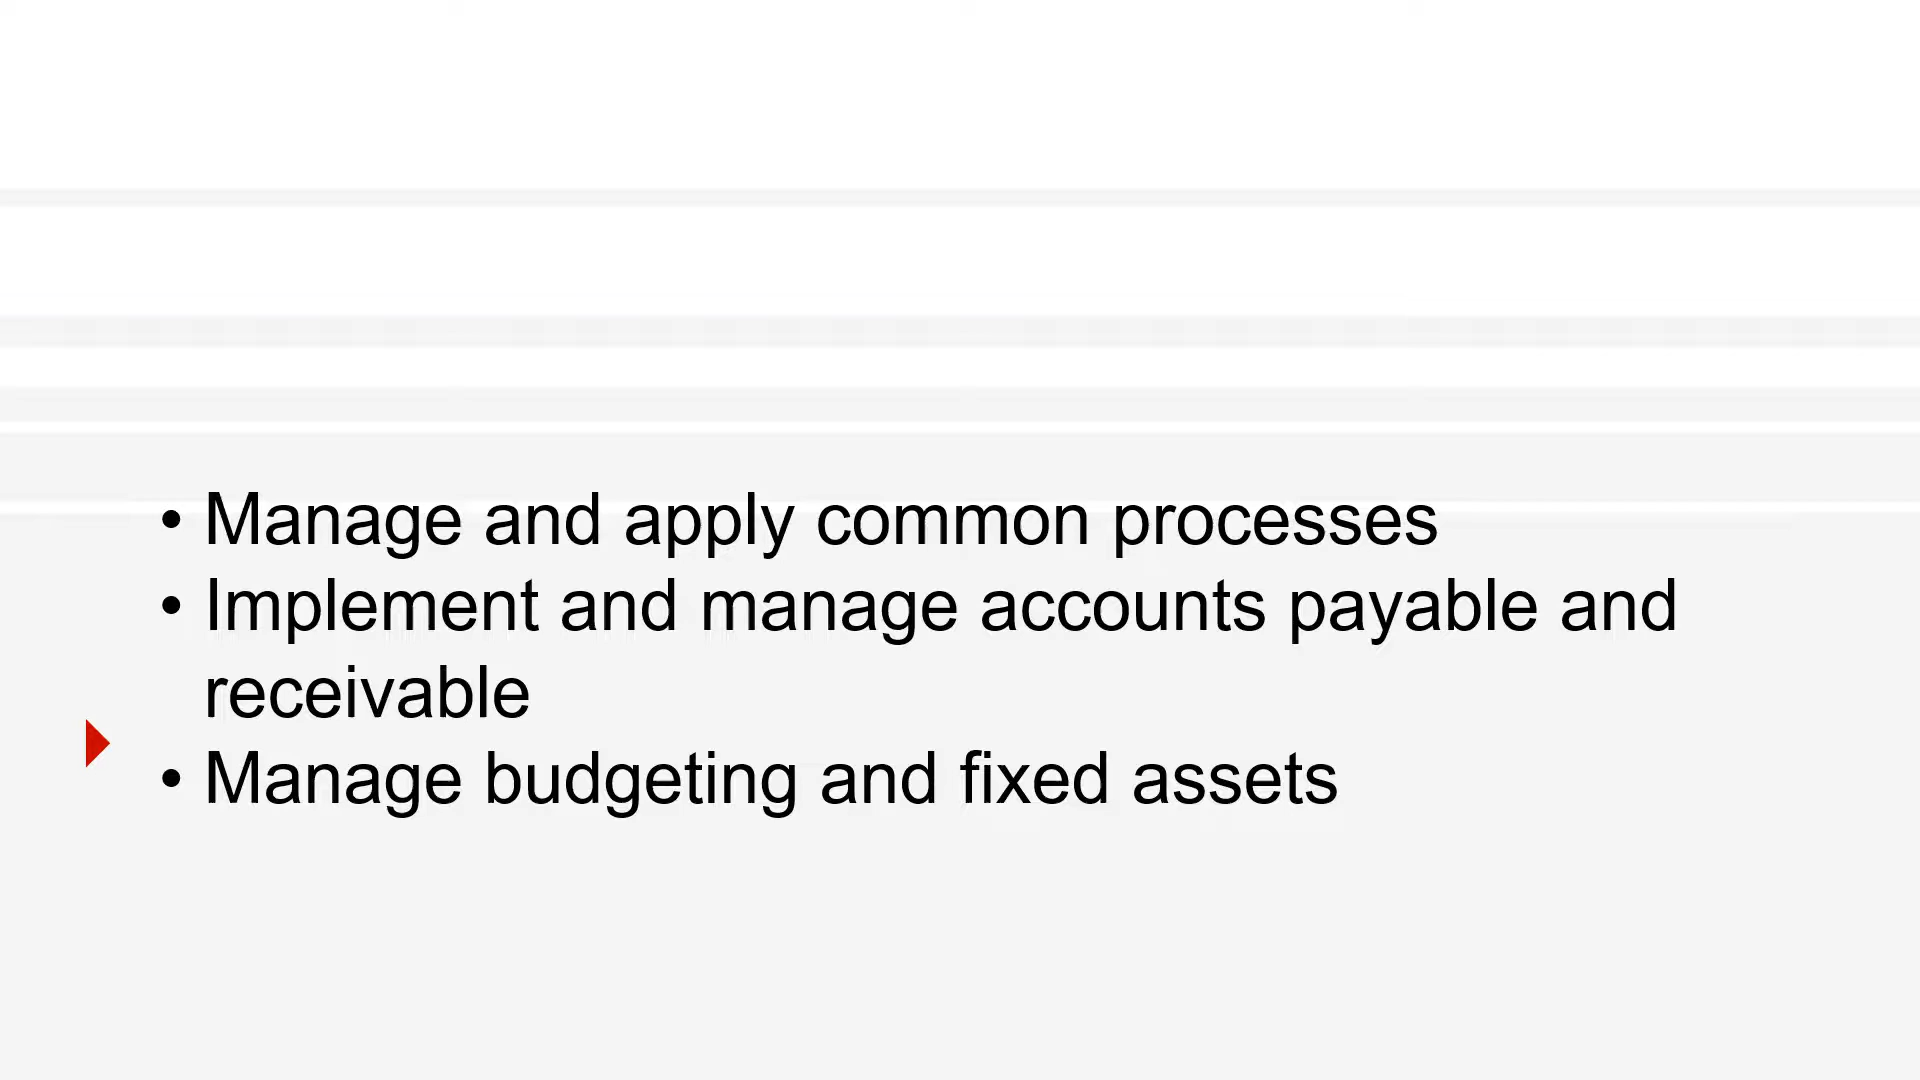 • Manage and apply common processes
• Implement and manage accounts payable and
receivable
• Manage budgeting and fixed assets